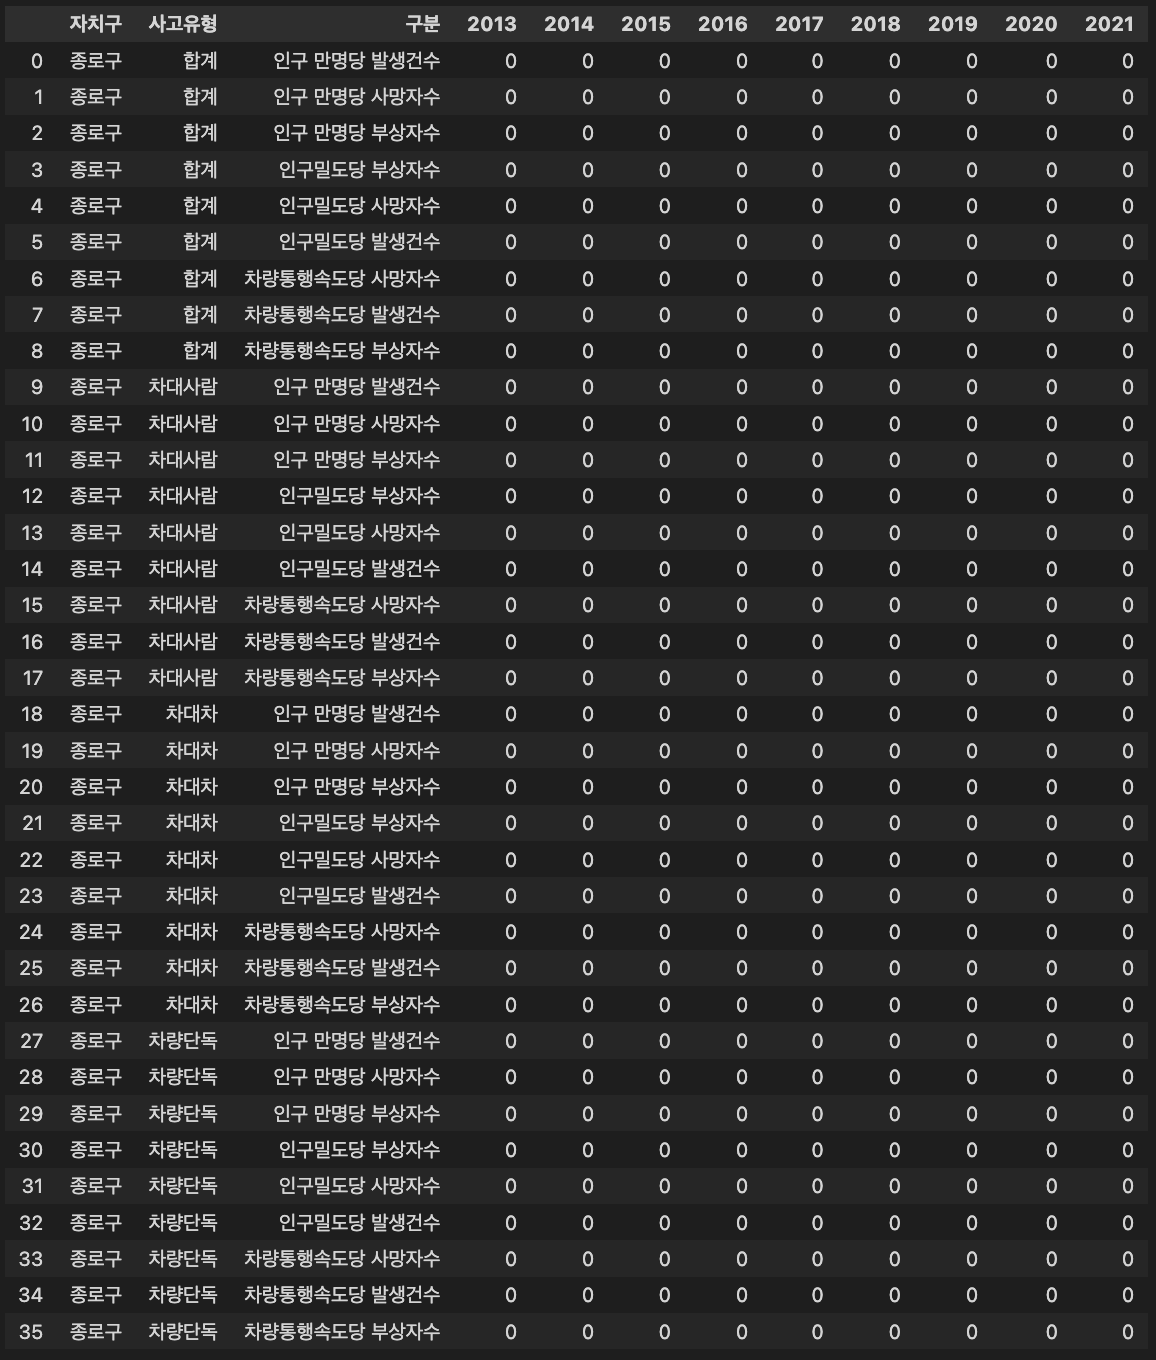 자치구 사고유형 구분 2013 2014 2015 2016 2017 2018 2019 2020 2021
0 종로구 합계 인구 만명당 발생건수 0 0 0 0 0 0 0 0 0
1 종로구 합계 인구 만명당 사망자수 0 0 0 0 0 0 0 0 0
2 종로구 합계 인구 만명당 부상자수 0 0 0 0 0 0 0 0 0
3 종로구 합계 인구밀도당 부상자수 0 0 0 0 0 0 0 0 0
4 종로구 합계 인구밀도당 사망자수 0 0 0 0 0 0 0 0 0
5 종로구 합계 인구밀도당 발생건수 0 0 0 0 0 0 0 0 0
6 종로구 합계 차량통행속도당 사망자수 0 0 0 0 0 0 0 0 0
7 종로구 합계 차량통행속도당 발생건수 0 0 0 0 0 0 0 0 0
8 종로구 합계 차량통행속도당 부상자수 0 0 0 0 0 0 0 0 0
9 종로구 차대사람 인구 만명당 발생건수 0 0 0 0 0 0 0 0 0
10 종로구 차대사람 인구 만명당 사망자수 0 0 0 0 0 0 0 0 0
11 종로구 차대사람 인구 만명당 부상자수 0 0 0 0 0 0 0 0 0
12 종로구 차대사람 인구밀도당 부상자수 0 0 0 0 0 0 0 0 0
13 종로구 차대사람 인구밀도당 사망자수 0 0 0 0 0 0 0 0 0
14 종로구 차대사람 인구밀도당 발생건수 0 0 0 0 0 0 0 0 0
15 종로구 차대사람 차량통행속도당 사망자수 0 0 0 0 0 0 0 0 0
16 종로구 차대사람 차량통행속도당 발생건수 0 0 0 0 0 0 0 0 0
17 종로구 차대사람 차량통행속도당 부상자수 0 0 0 0 0 0 0 0 0
18 종로구 차대차 인구 만명당 발생건수 0 0 0 0 0 0 0 0 0
19 종로구 차대차 인구 만명당 사망자수 0 0 0 0 0 0 0 0 0
20 종로구 차대차 인구 만명당 부상자수 0 0 0 0 0 0 0 0 0
21 종로구 차대차 인구밀도당 부상자수 0 0 0 0 0 0 0 0 0
22 종로구 차대차 인구밀도당 사망자수 0 0 0 0 0 0 0 0 0
23 종로구 차대차 인구밀도당 발생건수 0 0 0 0 0 0 0 0 0
24 종로구 차대차 차량통행속도당 사망자수 0 0 0 0 0 0 0 0 0
25 종로구 차대차 차량통행속도당 발생건수 0 0 0 0 0 0 0 0 0
26 종로구 차대차 차량통행속도당 부상자수 0 0 0 0 0 0 0 0 0
27 종로구 차량단독 인구 만명당 발생건수 0 0 0 0 0 0 0 0 0
28 종로구 차량단독 인구 만명당 사망자수 0 0 0 0 0 0 0 0 0
29 종로구 차량단독 인구 만명당 부상자수 0 0 0 0 0 0 0 0 0
30 종로구 차량단독 인구밀도당 부상자수 0 0 0 0 0 0 0 0 0
31 종로구 차량단독 인구밀도당 사망자수 0 0 0 0 0 0 0 0 0
32 종로구 차량단독 인구밀도당 발생건수 0 0 0 0 0 0 0 0 0
33 종로구 차량단독 차량통행속도당 사망자수 0 0 0 0 0 0 0 0 0
34 종로구 차량단독 차량통행속도당 발생건수 0 0 0 0 0 0 0 0 0
35 종로구 차량단독 차량통행속도당 부상자수 0 0 0 0 0 0 0 0 0